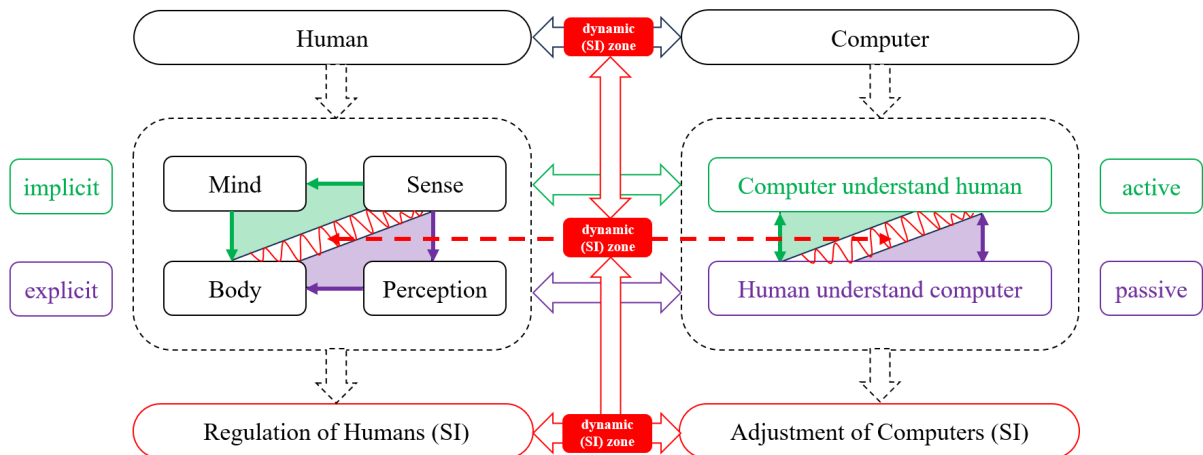 Human
dynamic
(SI) zone
Computer
implicit
Mind
Sense
Computer understand human
active
dynamic
(SI) zone
explicit
Body
Perception
Human understand computer
passive
Regulation of Humans (SI)
dynamic
(SI) zone
Adjustment of Computers (SI)